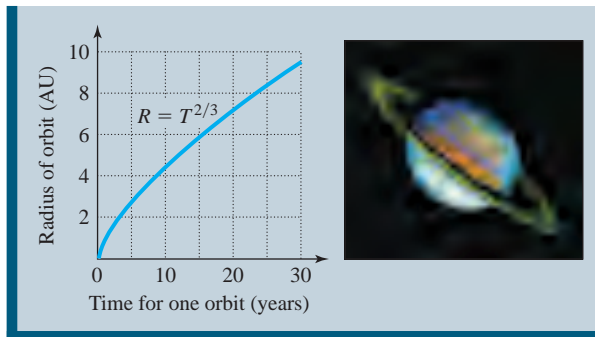 10
8
6
4
2
0 10 20 30
R = T^{2/3}
Radius of orbit (AU)
Time for one orbit (years)